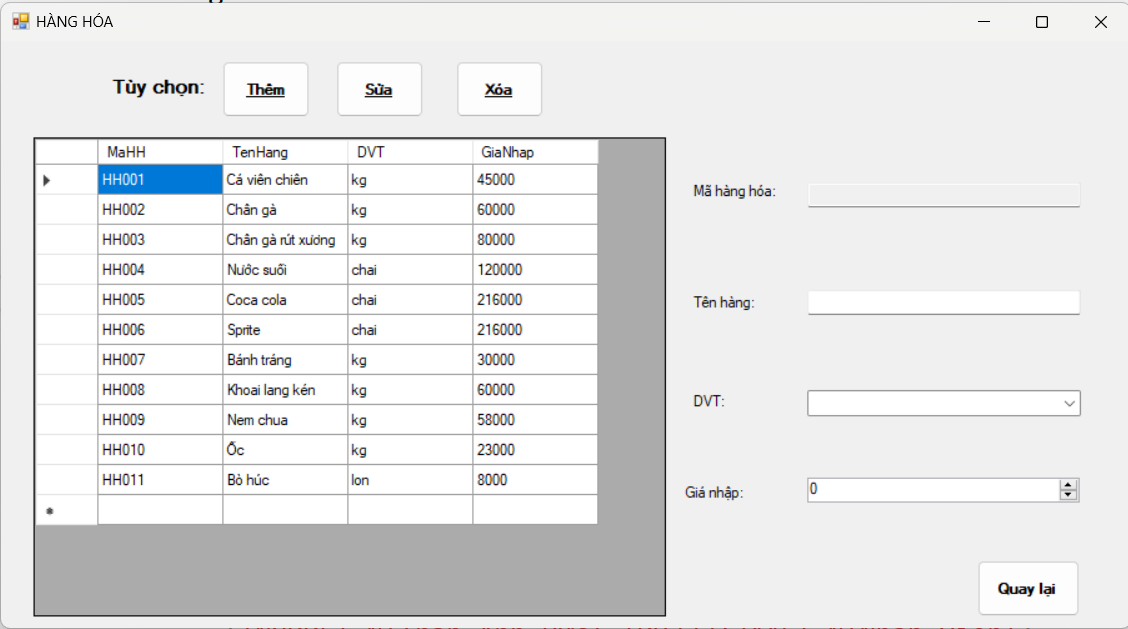 HÀNG HÓA
Tùy chọn: Thêm Sửa Xóa
MaHH TenHang DVT GiaNhap
HH001 Cá viên chiên kg 45000
HH002 Chân gà kg 60000
HH003 Chân gà rút xương kg 80000
HH004 Nước suối chai 120000
HH005 Coca cola chai 216000
HH006 Sprite chai 216000
HH007 Bánh tráng kg 30000
HH008 Khoai lang kén kg 60000
HH009 Nem chua kg 58000
HH010 Ốc kg 23000
HH011 Bò húc lon 8000
Mã hàng hóa:
Tên hàng:
DVT:
Giá nhập: 0
Quay lại